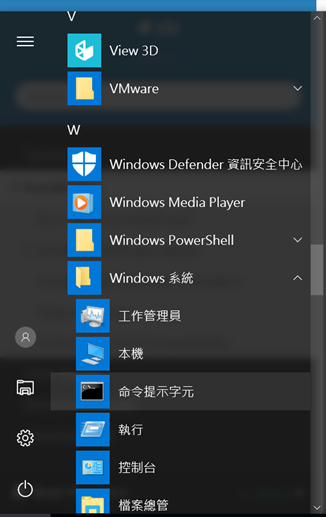 V
View 3D
VMware
W
Windows Defender 資訊安全中心
Windows Media Player
Windows PowerShell
Windows 系統
工作管理員
本機
命令提示字元
執行
控制台
檔案總管